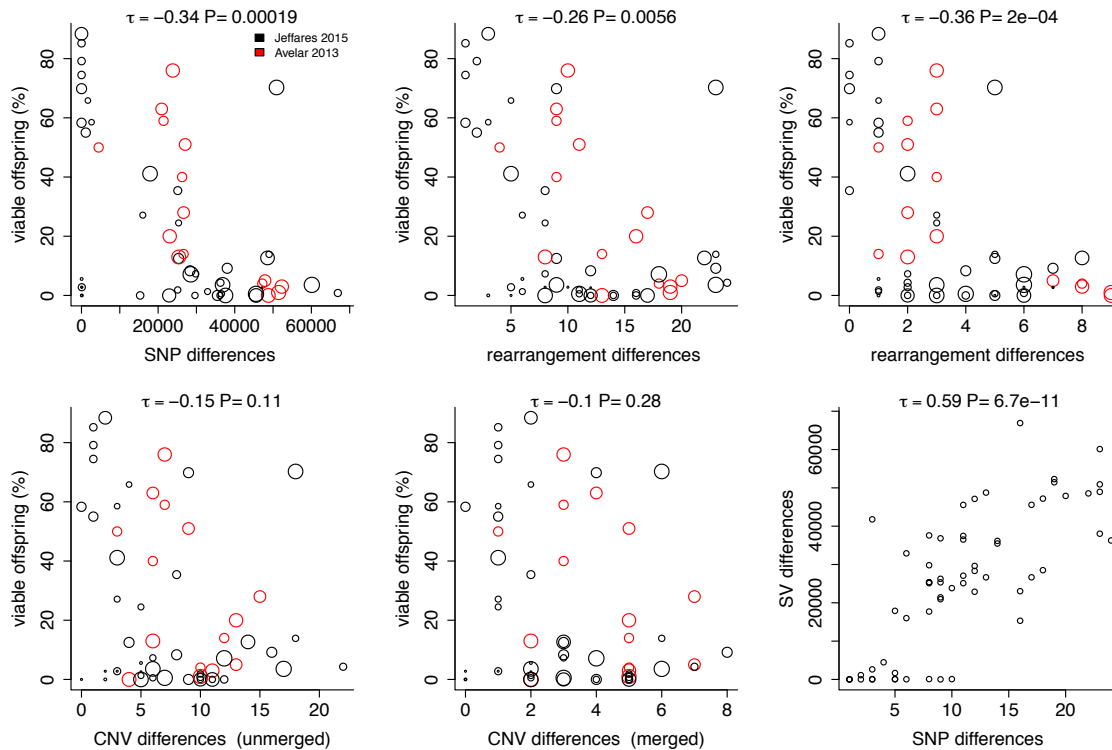 τ = −0.34 P= 0.00019
Jeffares 2015
Avelar 2013
viable offspring (%)
0 20 40 60 80
0 20000 40000 60000
SNP differences
τ = −0.26 P= 0.0056
viable offspring (%)
0 20 40 60 80
5 10 15 20
rearrangement differences
τ = −0.36 P= 2e−04
viable offspring (%)
0 20 40 60 80
0 2 4 6 8
rearrangement differences
τ = −0.15 P= 0.11
viable offspring (%)
0 20 40 60 80
0 5 10 15 20
CNV differences (unmerged)
τ = −0.1 P= 0.28
viable offspring (%)
0 20 40 60 80
0 2 4 6 8
CNV differences (merged)
τ = 0.59 P= 6.7e−11
SV differences
0 20000 40000 60000
5 10 15 20
SNP differences